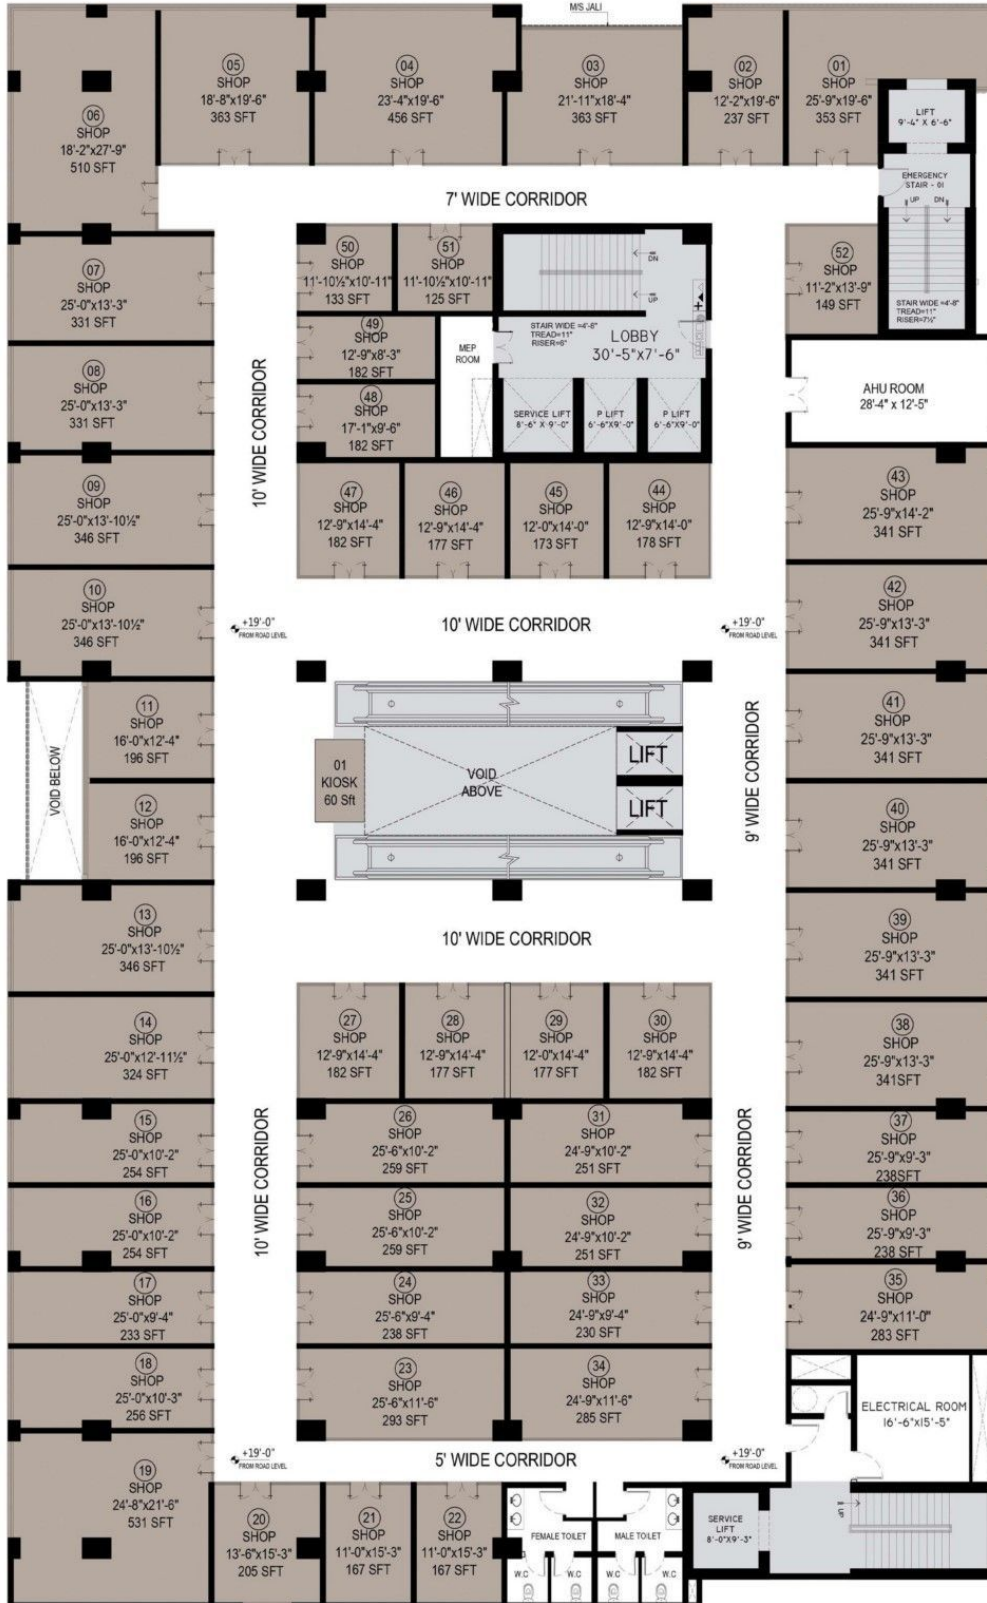 M/S JALI
01
SHOP
25'-9"x19'-6"
353 SFT
02
SHOP
12'-2"x19'-6"
237 SFT
03
SHOP
21'-11"x18'-4"
363 SFT
04
SHOP
23'-4"x19'-6"
456 SFT
05
SHOP
18'-8"x19'-6"
363 SFT
06
SHOP
18'-2"x27'-9"
510 SFT
LIFT
9'-4" X 6'-6"
EMERGENCY
STAIR - 01
UP DN
STAIR WIDE =4'-8"
TREAD=11"
RISER=7½"
7' WIDE CORRIDOR
07
SHOP
25'-0"x13'-3"
331 SFT
50
SHOP
11'-10½"x10'-11"
133 SFT
51
SHOP
11'-10½"x10'-11"
125 SFT
DN
UP
52
SHOP
11'-2"x13'-9"
149 SFT
49
SHOP
12'-9"x8'-3"
182 SFT
MEP
ROOM
STAIR WIDE =4'-6"
TREAD=11"
RISER=6"
LOBBY
30'-5"x7'-6"
08
SHOP
25'-0"x13'-3"
331 SFT
10' WIDE CORRIDOR
48
SHOP
17'-1"x9'-6"
182 SFT
SERVICE LIFT
8'-6" X 9'-0"
P LIFT
6'-6"X9'-0"
P LIFT
6'-6"X9'-0"
AHU ROOM
28'-4" x 12'-5"
09
SHOP
25'-0"x13'-10½"
346 SFT
47
SHOP
12'-9"x14'-4"
182 SFT
46
SHOP
12'-9"x14'-4"
177 SFT
45
SHOP
12'-0"x14'-0"
173 SFT
44
SHOP
12'-9"x14'-0"
178 SFT
43
SHOP
25'-9"x14'-2"
341 SFT
10
SHOP
25'-0"x13'-10½"
346 SFT
+19'-0"
FROM ROAD LEVEL
10' WIDE CORRIDOR
+19'-0"
FROM ROAD LEVEL
42
SHOP
25'-9"x13'-3"
341 SFT
VOID BELOW
11
SHOP
16'-0"x12'-4"
196 SFT
01
KIOSK
60 Sft
VOID
ABOVE
LIFT
LIFT
9' WIDE CORRIDOR
41
SHOP
25'-9"x13'-3"
341 SFT
12
SHOP
16'-0"x12'-4"
196 SFT
40
SHOP
25'-9"x13'-3"
341 SFT
13
SHOP
25'-0"x13'-10½"
346 SFT
10' WIDE CORRIDOR
39
SHOP
25'-9"x13'-3"
341 SFT
14
SHOP
25'-0"x12'-11½"
324 SFT
27
SHOP
12'-9"x14'-4"
182 SFT
28
SHOP
12'-9"x14'-4"
177 SFT
29
SHOP
12'-0"x14'-4"
177 SFT
30
SHOP
12'-9"x14'-4"
182 SFT
38
SHOP
25'-9"x13'-3"
341SFT
15
SHOP
25'-0"x10'-2"
254 SFT
10' WIDE CORRIDOR
26
SHOP
25'-6"x10'-2"
259 SFT
31
SHOP
24'-9"x10'-2"
251 SFT
9' WIDE CORRIDOR
37
SHOP
25'-9"x9'-3"
238SFT
16
SHOP
25'-0"x10'-2"
254 SFT
25
SHOP
25'-6"x10'-2"
259 SFT
32
SHOP
24'-9"x10'-2"
251 SFT
36
SHOP
25'-9"x9'-3"
238 SFT
17
SHOP
25'-0"x9'-4"
233 SFT
24
SHOP
25'-6"x9'-4"
238 SFT
33
SHOP
24'-9"x9'-4"
230 SFT
35
SHOP
24'-9"x11'-0"
283 SFT
18
SHOP
25'-0"x10'-3"
256 SFT
23
SHOP
25'-6"x11'-6"
293 SFT
34
SHOP
24'-9"x11'-6"
285 SFT
ELECTRICAL ROOM
16'-6"x15'-5"
+19'-0"
FROM ROAD LEVEL
5' WIDE CORRIDOR
+19'-0"
FROM ROAD LEVEL
19
SHOP
24'-8"x21'-6"
531 SFT
20
SHOP
13'-6"x15'-3"
205 SFT
21
SHOP
11'-0"x15'-3"
167 SFT
22
SHOP
11'-0"x15'-3"
167 SFT
FEMALE TOILET
MALE TOILET
W.C
W.C
W.C
W.C
SERVICE
LIFT
8'-0"X9'-3"
UP